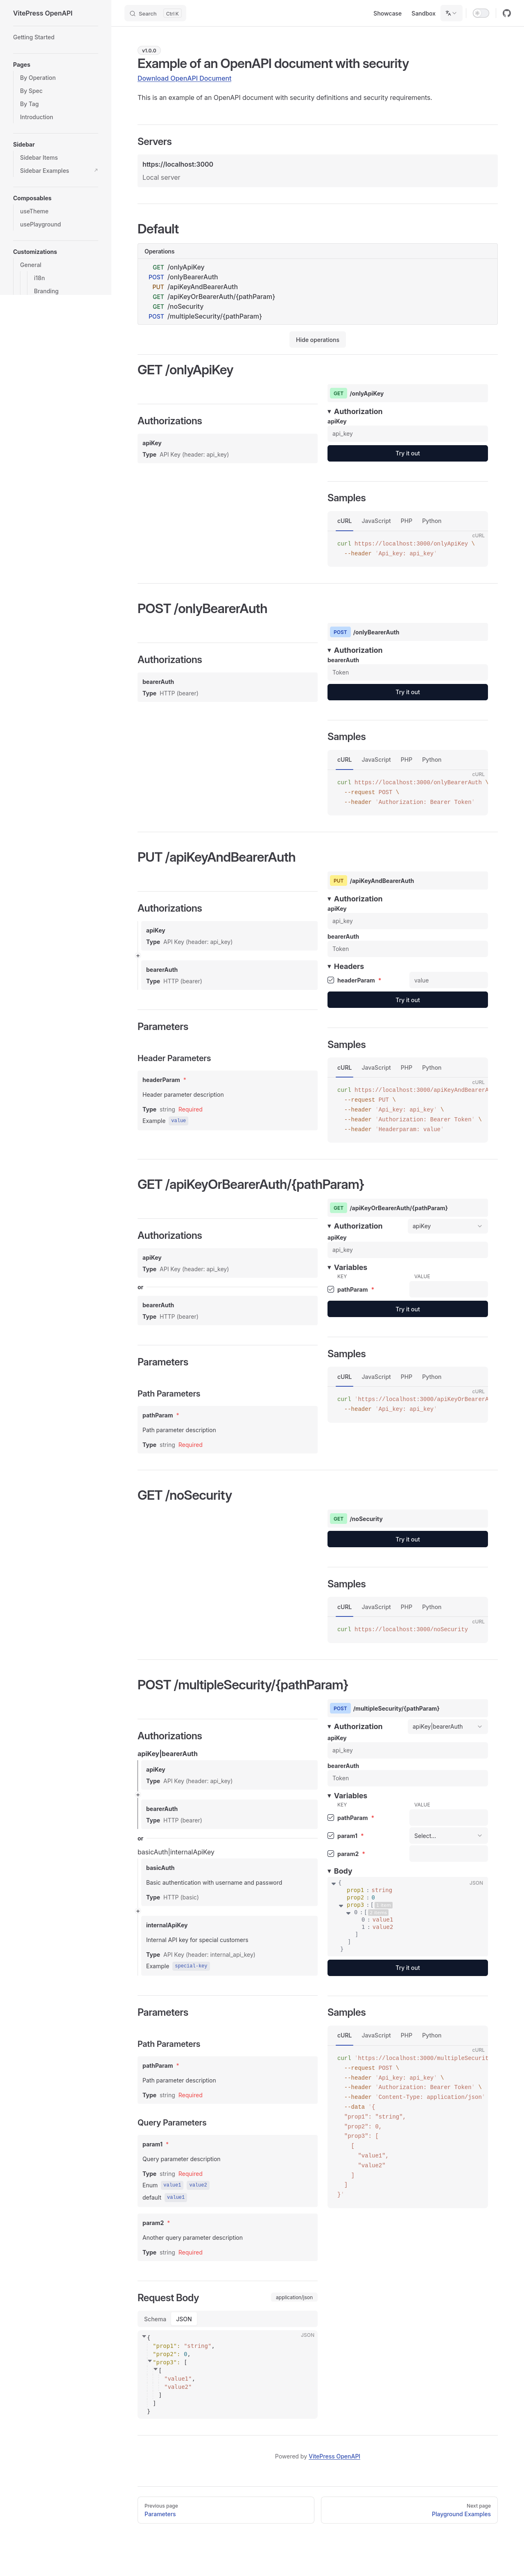 VitePress OpenAPI
Search
Ctrl K
Showcase
Sandbox
Getting Started
Pages
By Operation
By Spec
By Tag
Introduction
Sidebar
Sidebar Items
Sidebar Examples
Composables
useTheme
usePlayground
Customizations
General
i18n
Branding
v1.0.0
Example of an OpenAPI document with security
Download OpenAPI Document
This is an example of an OpenAPI document with security definitions and security requirements.
Servers
https://localhost:3000
Local server
Default
Operations
GET /onlyApiKey
POST /onlyBearerAuth
PUT /apiKeyAndBearerAuth
GET /apiKeyOrBearerAuth/{pathParam}
GET /noSecurity
POST /multipleSecurity/{pathParam}
Hide operations
GET /onlyApiKey
Authorizations
apiKey
Type API Key (header: api_key)
GET /onlyApiKey
Authorization
apiKey
api_key
Try it out
Samples
cURL JavaScript PHP Python
cURL
curl https://localhost:3000/onlyApiKey \
--header 'Api_key: api_key'
POST /onlyBearerAuth
Authorizations
bearerAuth
Type HTTP (bearer)
POST /onlyBearerAuth
Authorization
bearerAuth
Token
Try it out
Samples
cURL JavaScript PHP Python
cURL
curl https://localhost:3000/onlyBearerAuth \
--request POST \
--header 'Authorization: Bearer Token'
PUT /apiKeyAndBearerAuth
Authorizations
apiKey
Type API Key (header: api_key)
+
bearerAuth
Type HTTP (bearer)
Parameters
Header Parameters
headerParam *
Header parameter description
Type string Required
Example value
PUT /apiKeyAndBearerAuth
Authorization
apiKey
api_key
bearerAuth
Token
Headers
headerParam * value
Try it out
Samples
cURL JavaScript PHP Python
cURL
curl https://localhost:3000/apiKeyAndBearerA
--request PUT \
--header 'Api_key: api_key' \
--header 'Authorization: Bearer Token' \
--header 'Headerparam: value'
GET /apiKeyOrBearerAuth/{pathParam}
Authorizations
apiKey
Type API Key (header: api_key)
or
bearerAuth
Type HTTP (bearer)
Parameters
Path Parameters
pathParam *
Path parameter description
Type string Required
GET /apiKeyOrBearerAuth/{pathParam}
Authorization apiKey
apiKey
api_key
Variables
KEY VALUE
pathParam *
Try it out
Samples
cURL JavaScript PHP Python
cURL
curl 'https://localhost:3000/apiKeyOrBearerA
--header 'Api_key: api_key'
GET /noSecurity
GET /noSecurity
Try it out
Samples
cURL JavaScript PHP Python
cURL
curl https://localhost:3000/noSecurity
POST /multipleSecurity/{pathParam}
Authorizations
apiKey|bearerAuth
apiKey
Type API Key (header: api_key)
+
bearerAuth
Type HTTP (bearer)
or
basicAuth|internalApiKey
basicAuth
Basic authentication with username and password
Type HTTP (basic)
+
internalApiKey
Internal API key for special customers
Type API Key (header: internal_api_key)
Example special-key
Parameters
Path Parameters
pathParam *
Path parameter description
Type string Required
Query Parameters
param1 *
Query parameter description
Type string Required
Enum value1 value2
default value1
param2 *
Another query parameter description
Type string Required
Request Body
application/json
Schema JSON
JSON
{
"prop1": "string",
"prop2": 0,
"prop3": [
[
"value1",
"value2"
]
]
}
POST /multipleSecurity/{pathParam}
Authorization apiKey|bearerAuth
apiKey
api_key
bearerAuth
Token
Variables
KEY VALUE
pathParam *
param1 * Select...
param2 *
Body
JSON
{
prop1 : string
prop2 : 0
prop3 : [
0 : [
0 : value1
1 : value2
]
]
}
Try it out
Samples
cURL JavaScript PHP Python
cURL
curl 'https://localhost:3000/multipleSecurit
--request POST \
--header 'Api_key: api_key' \
--header 'Authorization: Bearer Token' \
--header 'Content-Type: application/json'
--data '{
"prop1": "string",
"prop2": 0,
"prop3": [
[
"value1",
"value2"
]
]
}'
Powered by VitePress OpenAPI
Previous page
Parameters
Next page
Playground Examples